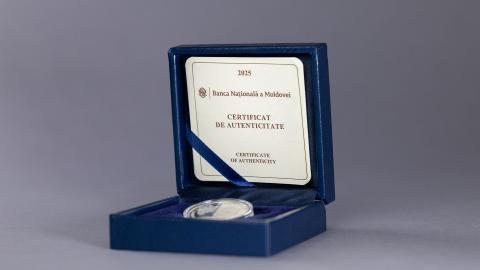 2025
Banca Națională a Moldovei
CERTIFICAT
DE AUTENTICITATE
CERTIFICATE
OF AUTHENTICITY